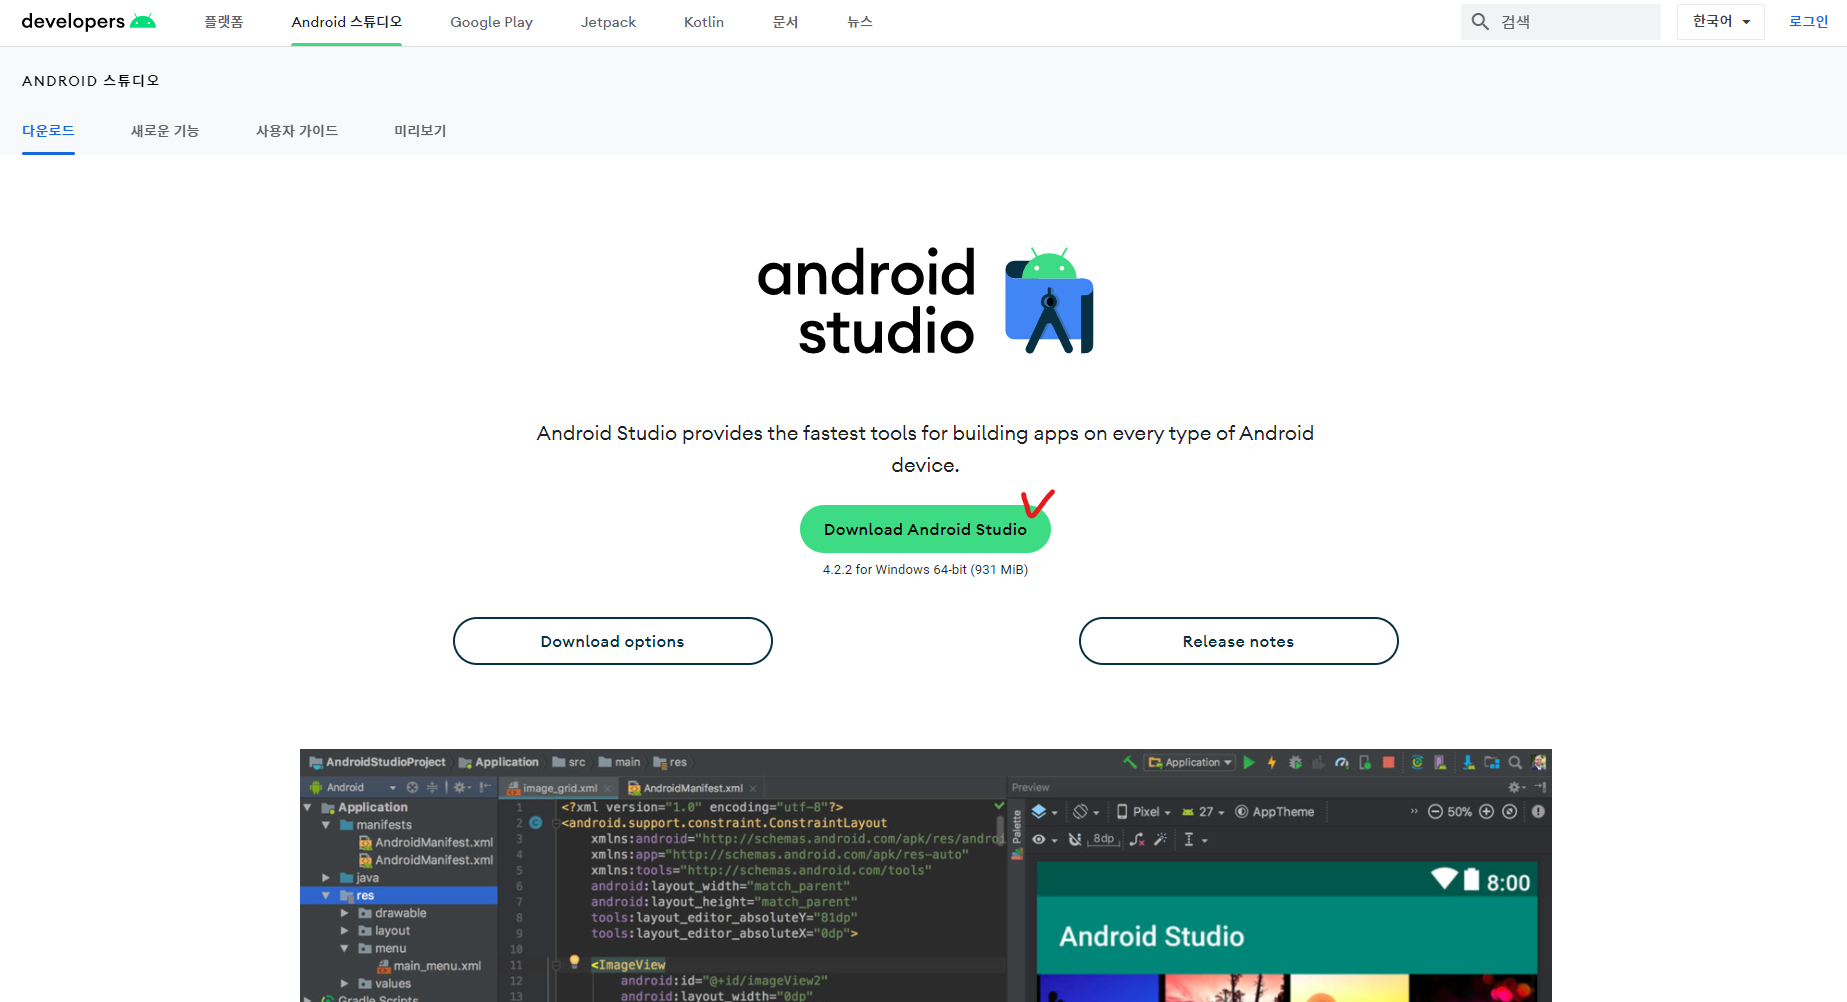 developers 플랫폼 Android 스튜디오 Google Play Jetpack Kotlin 문서 뉴스 검색 한국어 로그인
ANDROID 스튜디오
다운로드 새로운 기능 사용자 가이드 미리보기
android
studio
Android Studio provides the fastest tools for building apps on every type of Android
device.
Download Android Studio
4.2.2 for Windows 64-bit (931 MiB)
Download options Release notes
AndroidStudioProject Application src main res Application
Android image_grid.xml AndroidManifest.xml Preview
Application
manifests
AndroidManifest.xml
AndroidManifest.xml
java
res
drawable
layout
menu
main_menu.xml
values
Gradle Scripts
1 <?xml version="1.0" encoding="utf-8"?>
2 <android.support.constraint.ConstraintLayout
3 xmlns:android="http://schemas.android.com/apk/res/androi
4 xmlns:app="http://schemas.android.com/apk/res-auto"
5 xmlns:tools="http://schemas.android.com/tools"
6 android:layout_width="match_parent"
7 android:layout_height="match_parent"
8 tools:layout_editor_absoluteY="81dp"
9 tools:layout_editor_absoluteX="0dp">
10
11 <ImageView
12 android:id="@+id/imageView2"
13 android:layout_width="0dp"
Palette
Pixel 27 AppTheme 50%
8dp
8:00
Android Studio